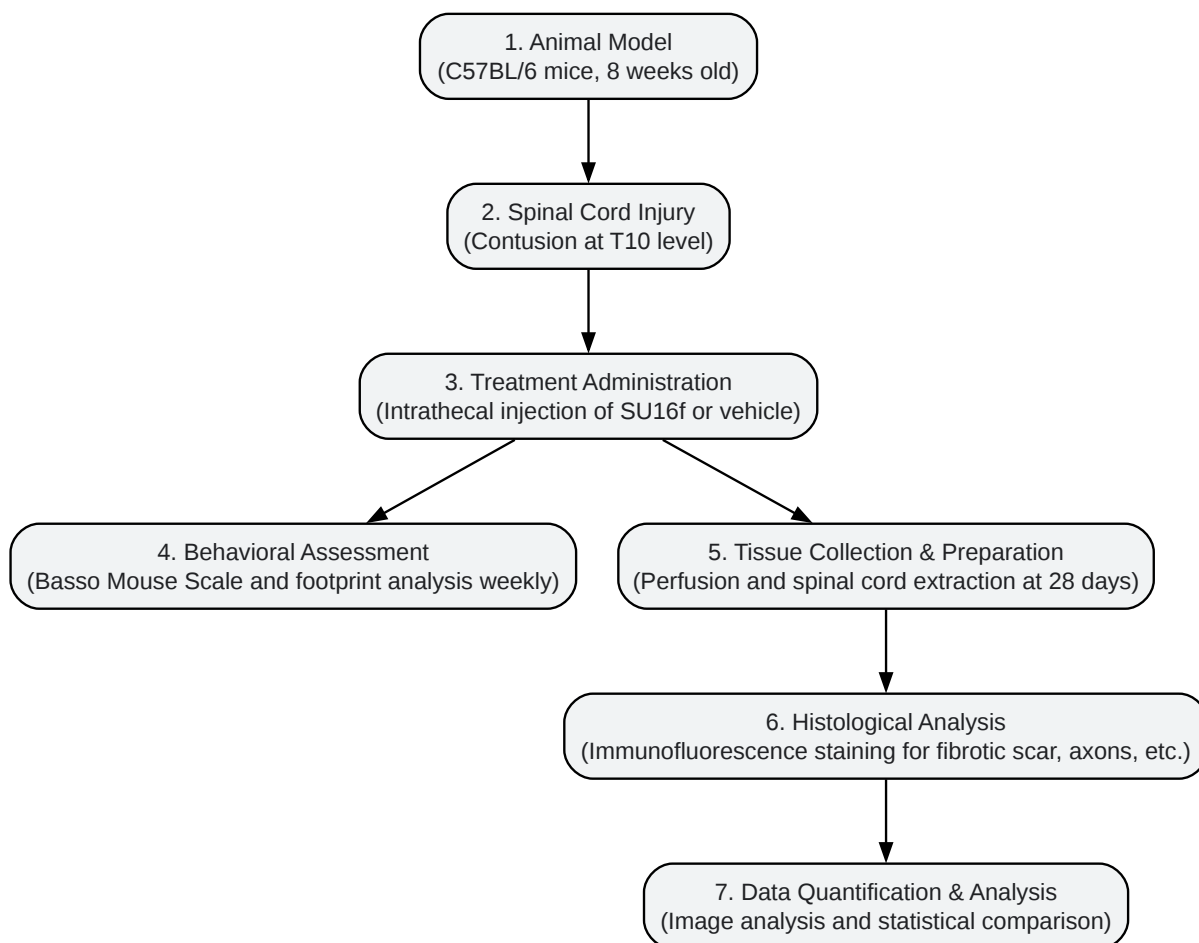 1. Animal Model
(C57BL/6 mice, 8 weeks old)
2. Spinal Cord Injury
(Contusion at T10 level)
3. Treatment Administration
(Intrathecal injection of SU16f or vehicle)
4. Behavioral Assessment
(Basso Mouse Scale and footprint analysis weekly)
5. Tissue Collection & Preparation
(Perfusion and spinal cord extraction at 28 days)
6. Histological Analysis
(Immunofluorescence staining for fibrotic scar, axons, etc.)
7. Data Quantification & Analysis
(Image analysis and statistical comparison)